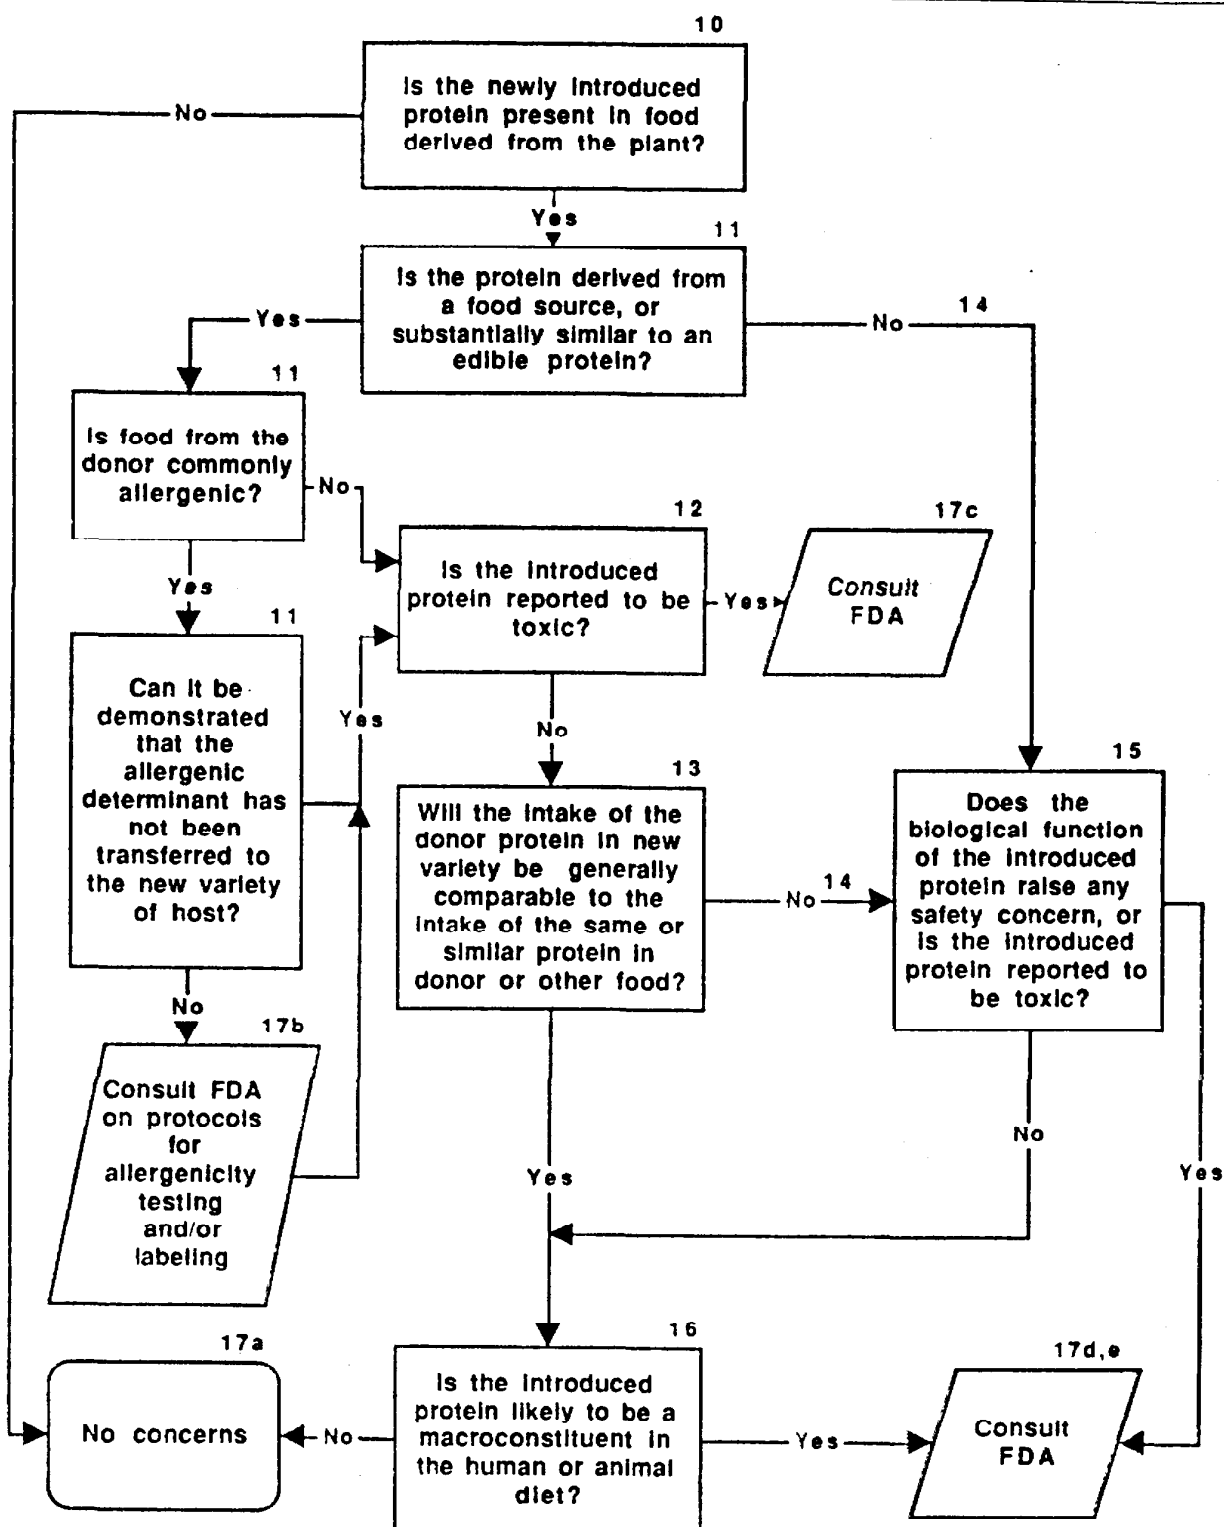 10
Is the newly introduced
protein present in food
derived from the plant?
No
Yes
11
Is the protein derived from
a food source, or
substantially similar to an
edible protein?
Yes
No
14
11
Is food from the
donor commonly
allergenic?
No
Yes
12
Is the introduced
protein reported to be
toxic?
Yes
17c
Consult
FDA
11
Can it be
demonstrated
that the
allergenic
determinant has
not been
transferred to
the new variety
of host?
Yes
No
No
13
Will the intake of the
donor protein in new
variety be generally
comparable to the
intake of the same or
similar protein in
donor or other food?
No
14
15
Does the
biological function
of the introduced
protein raise any
safety concern, or
is the introduced
protein reported to
be toxic?
17b
Consult FDA
on protocols
for
allergenicity
testing
and/or
labeling
Yes
No
Yes
17a
No concerns
No
16
Is the introduced
protein likely to be a
macroconstituent in
the human or animal
diet?
Yes
17d,e
Consult
FDA